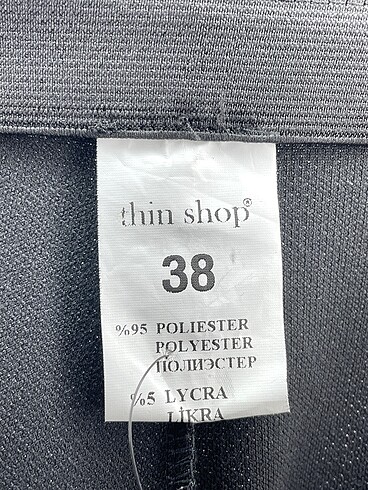 thin shop®
38
%95 POLIESTER
POLYESTER
ПОЛИЭСТЕР
%5 LYCRA
LİKRA